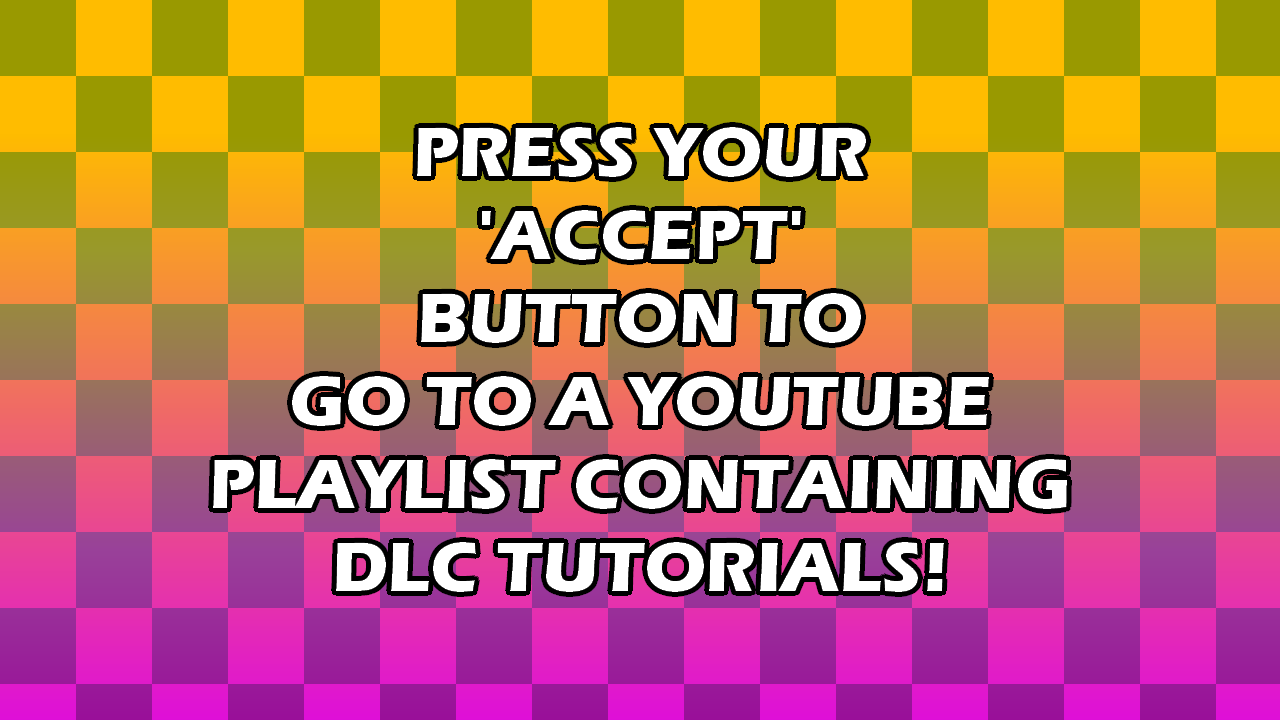 PRESS YOUR
'ACCEPT'
BUTTON TO
GO TO A YOUTUBE
PLAYLIST CONTAINING
DLC TUTORIALS!